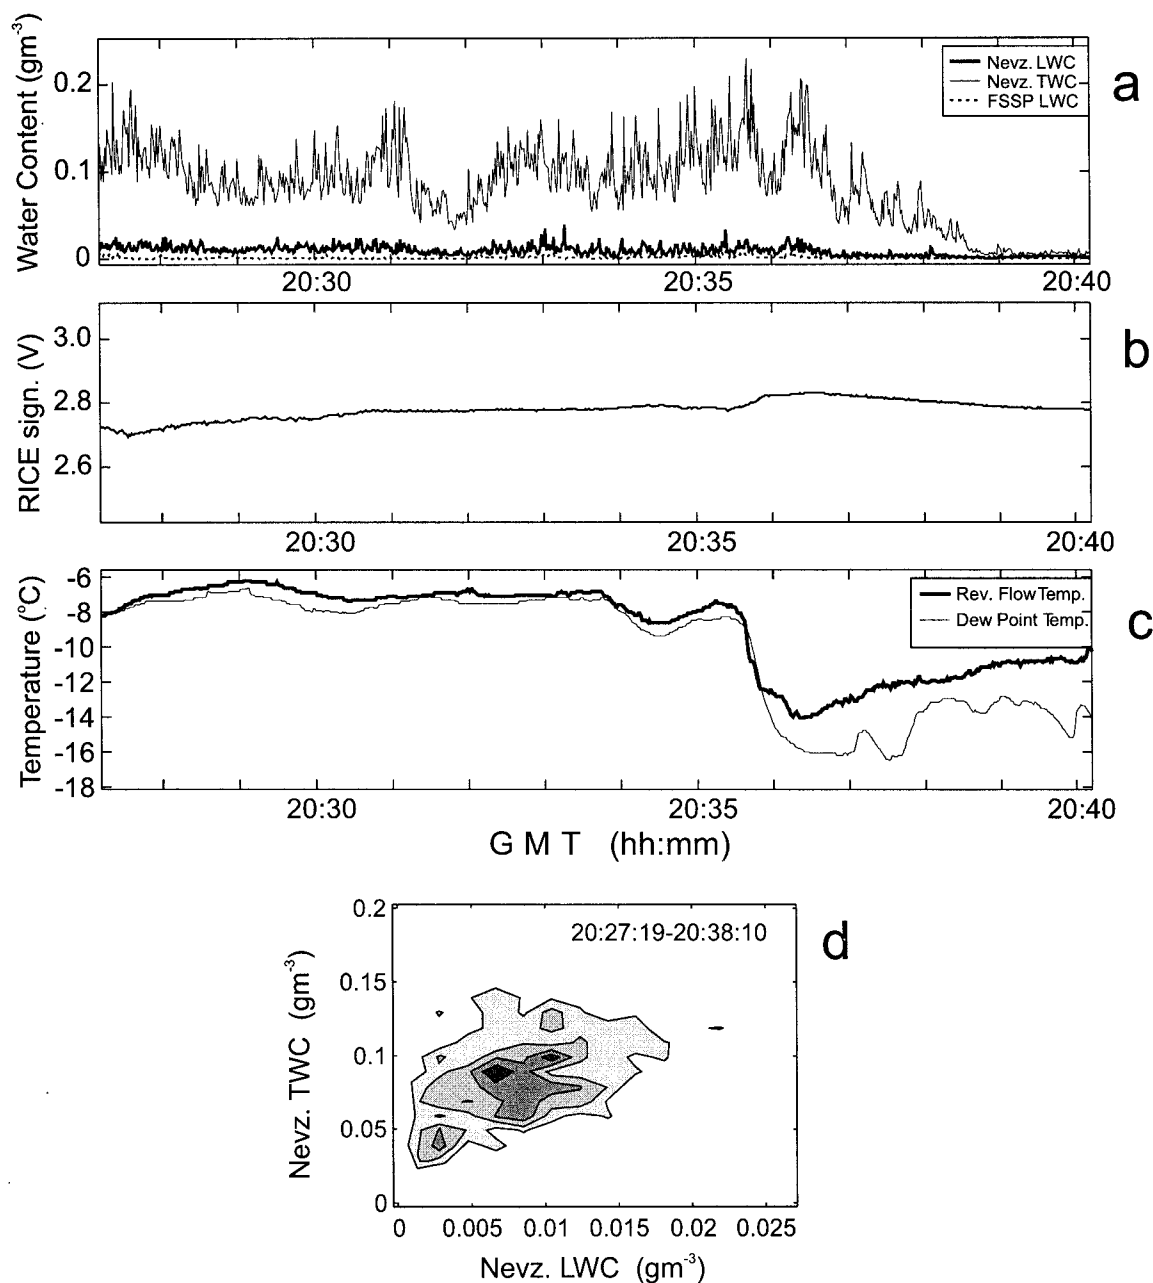 Water Content (gm⁻³)
0.2
0.1
0
Nevz. LWC
Nevz. TWC
FSSP LWC
a
20:30 20:35 20:40
RICE sign. (V)
3.0
2.8
2.6
b
20:30 20:35 20:40
Temperature (°C)
-6
-8
-10
-12
-14
-16
-18
Rev. Flow Temp.
Dew Point Temp.
c
20:30 20:35 20:40
G M T (hh:mm)
Nevz. TWC (gm⁻³)
0.2
0.15
0.1
0.05
0
20:27:19-20:38:10
d
0 0.005 0.01 0.015 0.02 0.025
Nevz. LWC (gm⁻³)